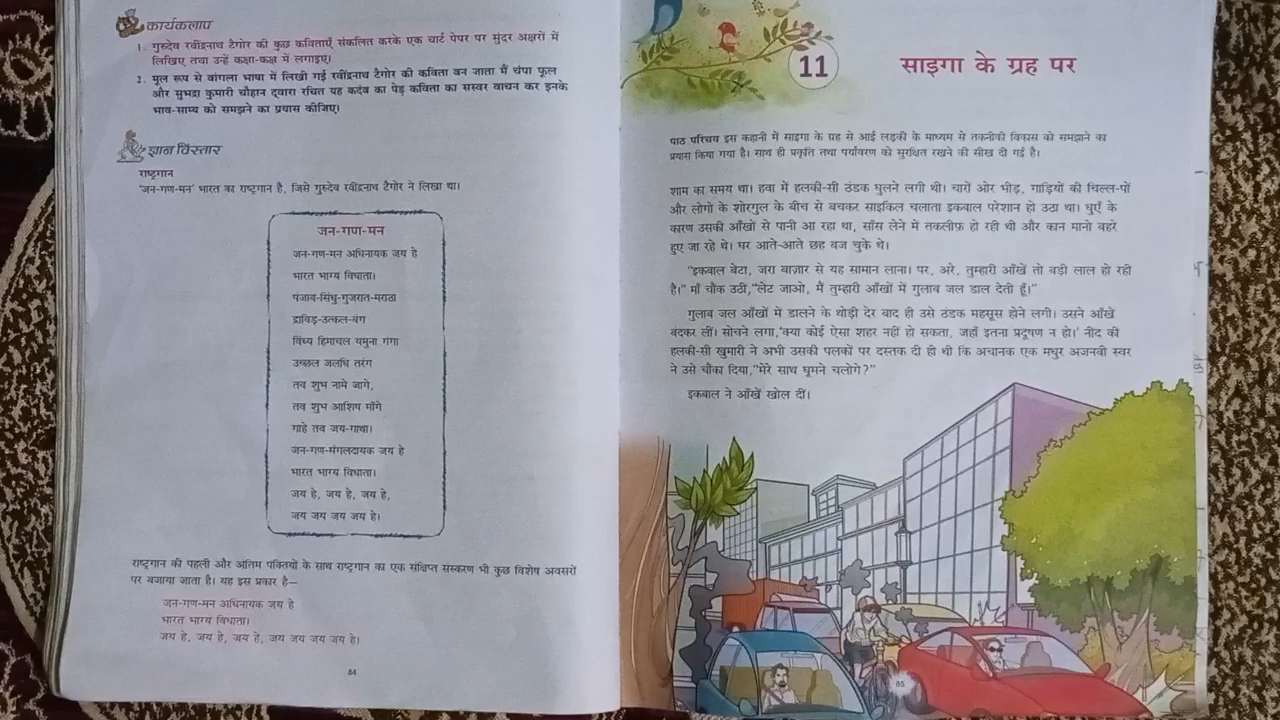 कार्यकलाप
1. गुरुदेव रवींद्रनाथ टैगोर की कुछ कविताएँ संकलित करके एक चार्ट पेपर पर सुंदर अक्षरों में
लिखिए तथा उन्हें कक्षा-कक्ष में लगाइए।
2. मूल रूप से बांगला भाषा में लिखी गई रवींद्रनाथ टैगोर की कविता बन जाता मैं चंपा फूल
और सुभद्रा कुमारी चौहान द्वारा रचित यह कदंब का पेड़ कविता का सस्वर वाचन कर इनके
भाव-साम्य को समझने का प्रयास कीजिए।
ज्ञान विस्तार
राष्ट्रगान
'जन-गण-मन' भारत का राष्ट्रगान है, जिसे गुरुदेव रवींद्रनाथ टैगोर ने लिखा था।
जन-गण-मन
जन-गण-मन अधिनायक जय हे
भारत भाग्य विधाता।
पंजाब-सिंधु-गुजरात-मराठा
द्राविड़-उत्कल-बंग
विंध्य हिमाचल यमुना गंगा
उच्छल जलधि तरंग
तव शुभ नामे जागे,
तव शुभ आशिष माँगे
गाहे तव जय-गाथा।
जन-गण-मंगलदायक जय हे
भारत भाग्य विधाता।
जय हे, जय हे, जय हे,
जय जय जय जय हे।
राष्ट्रगान की पहली और अंतिम पंक्तियों के साथ राष्ट्रगान का एक संक्षिप्त संस्करण भी कुछ विशेष अवसरों
पर बजाया जाता है। यह इस प्रकार है—
जन-गण-मन अधिनायक जय हे
भारत भाग्य विधाता।
जय हे, जय हे, जय हे, जय जय जय जय हे।
84
11
साइगा के ग्रह पर
पाठ परिचय इस कहानी में साइगा के ग्रह से आई लड़की के माध्यम से तकनीकी विकास को समझाने का
प्रयास किया गया है। साथ ही प्रकृति तथा पर्यावरण को सुरक्षित रखने की सीख दी गई है।
शाम का समय था। हवा में हलकी-सी ठंडक घुलने लगी थी। चारों ओर भीड़, गाड़ियों की चिल्ल-पों
और लोगों के शोरगुल के बीच से बचकर साइकिल चलाता इकबाल परेशान हो उठा था। धुएँ के
कारण उसकी आँखों से पानी आ रहा था, साँस लेने में तकलीफ़ हो रही थी और कान मानो बहरे
हुए जा रहे थे। घर आते-आते छह बज चुके थे।
"इकबाल बेटा, जरा बाज़ार से यह सामान लाना। पर, अरे, तुम्हारी आँखें तो बड़ी लाल हो रही
है।" माँ चौंक उठीं,"लेट जाओ, मैं तुम्हारी आँखों में गुलाब जल डाल देती हूँ।"
गुलाब जल आँखों में डालने के थोड़ी देर बाद ही उसे ठंडक महसूस होने लगी। उसने आँखें
बंदकर लीं। सोचने लगा,'क्या कोई ऐसा शहर नहीं हो सकता, जहाँ इतना प्रदूषण न हो।' नींद की
हलकी-सी खुमारी ने अभी उसकी पलकों पर दस्तक दी ही थी कि अचानक एक मधुर अजनबी स्वर
ने उसे चौंका दिया,"मेरे साथ घूमने चलोगे?"
इकबाल ने आँखें खोल दीं।
85